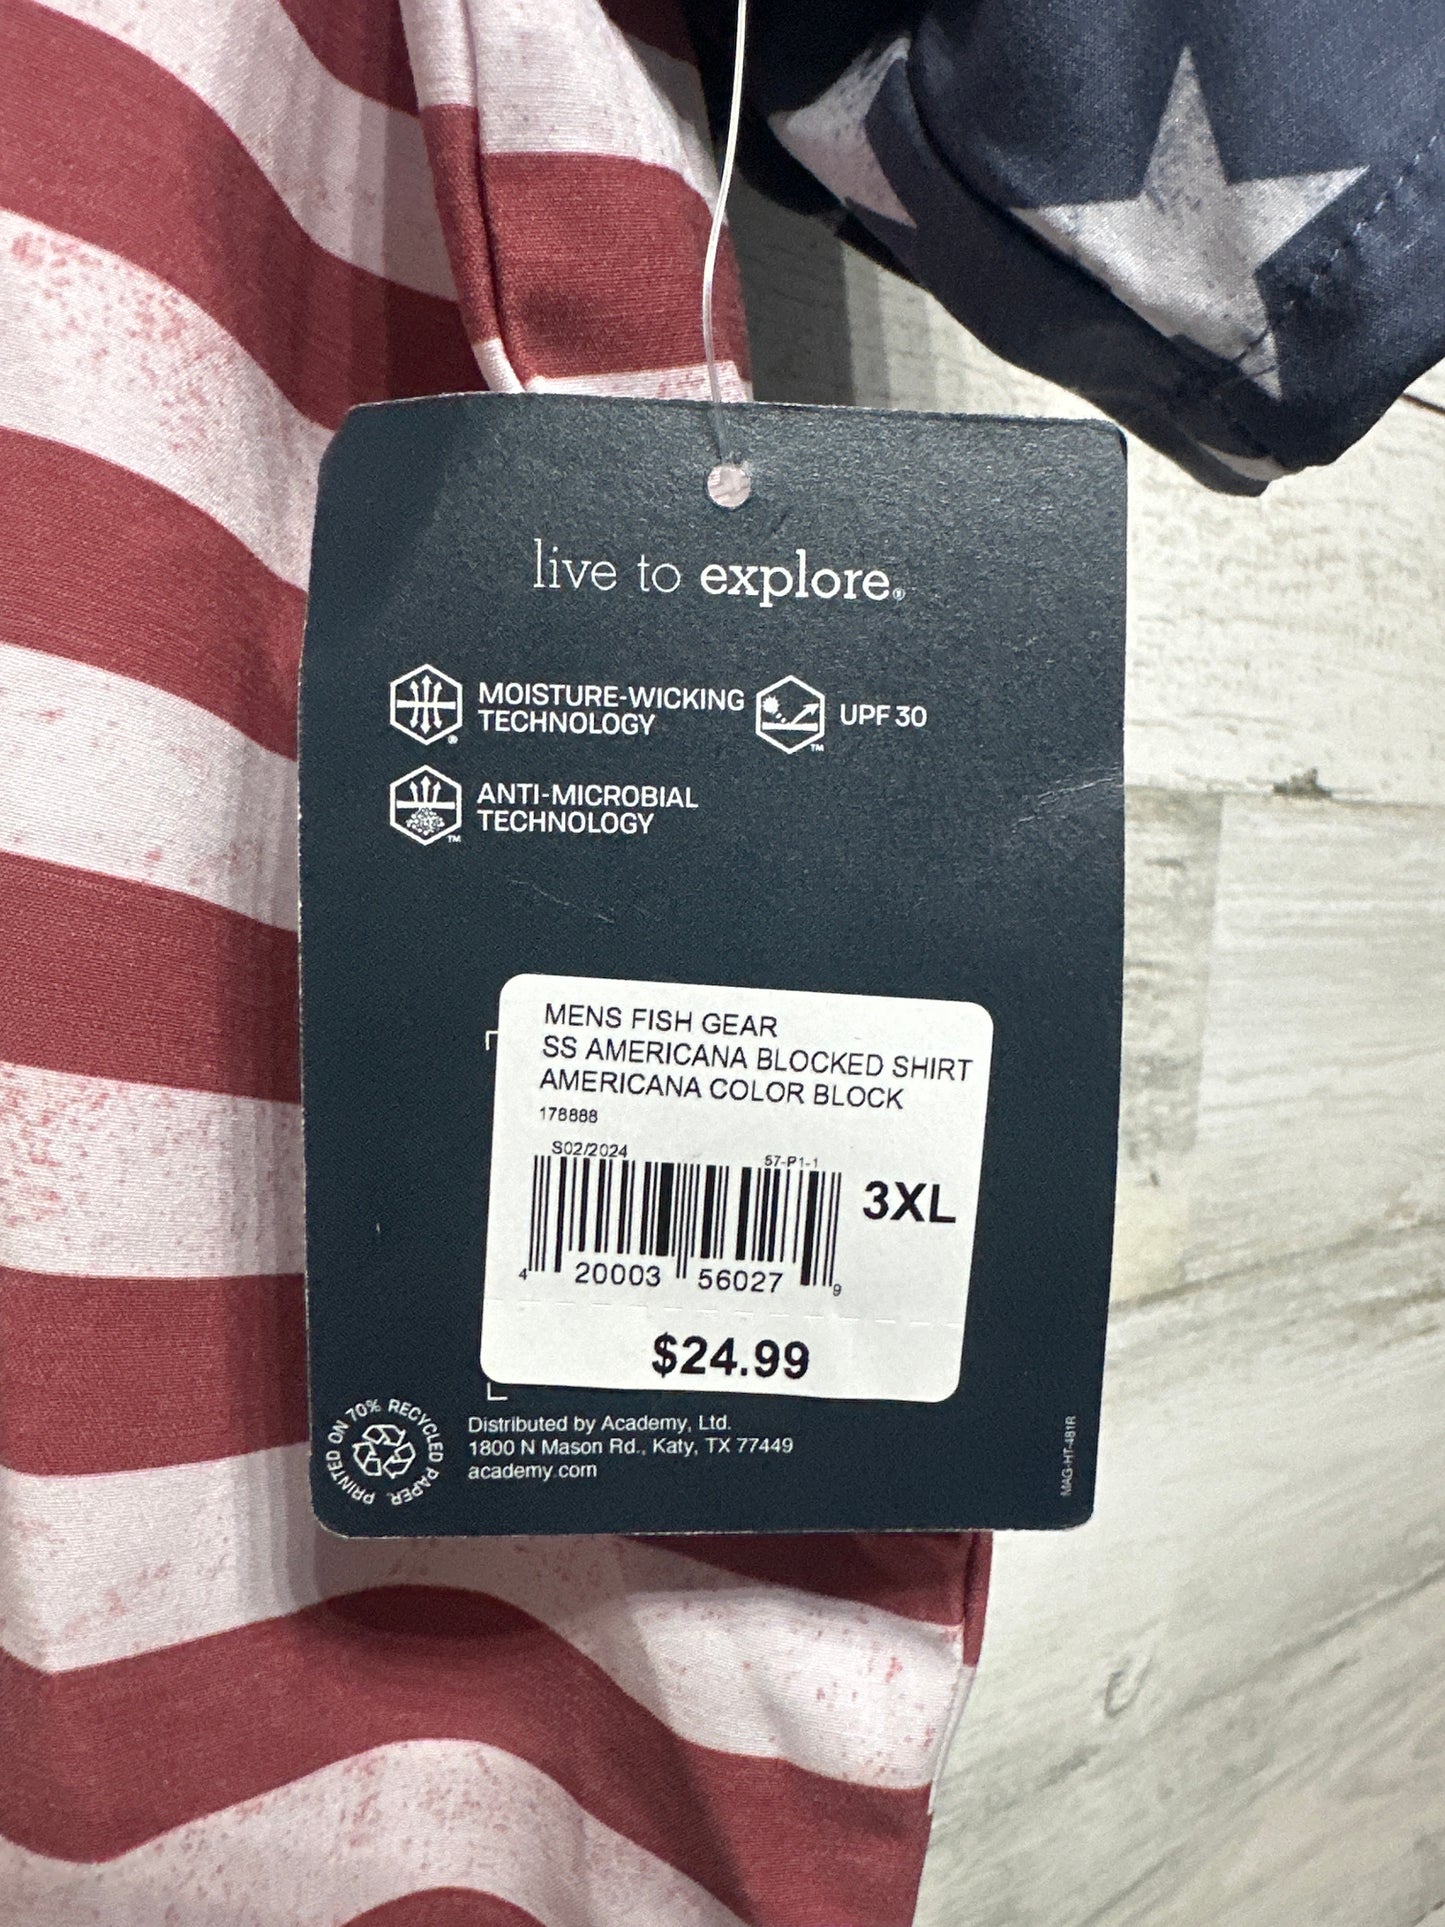 live to explore®
MOISTURE-WICKING
TECHNOLOGY
®
UPF 30
™
ANTI-MICROBIAL
TECHNOLOGY
™
MENS FISH GEAR
SS AMERICANA BLOCKED SHIRT
AMERICANA COLOR BLOCK
178888
S02/2024 57-P1-1
3XL
4 20003 56027 9
$24.99
PRINTED ON 70% RECYCLED PAPER.
Distributed by Academy, Ltd.
1800 N Mason Rd., Katy, TX 77449
academy.com
MAG-HT-481R